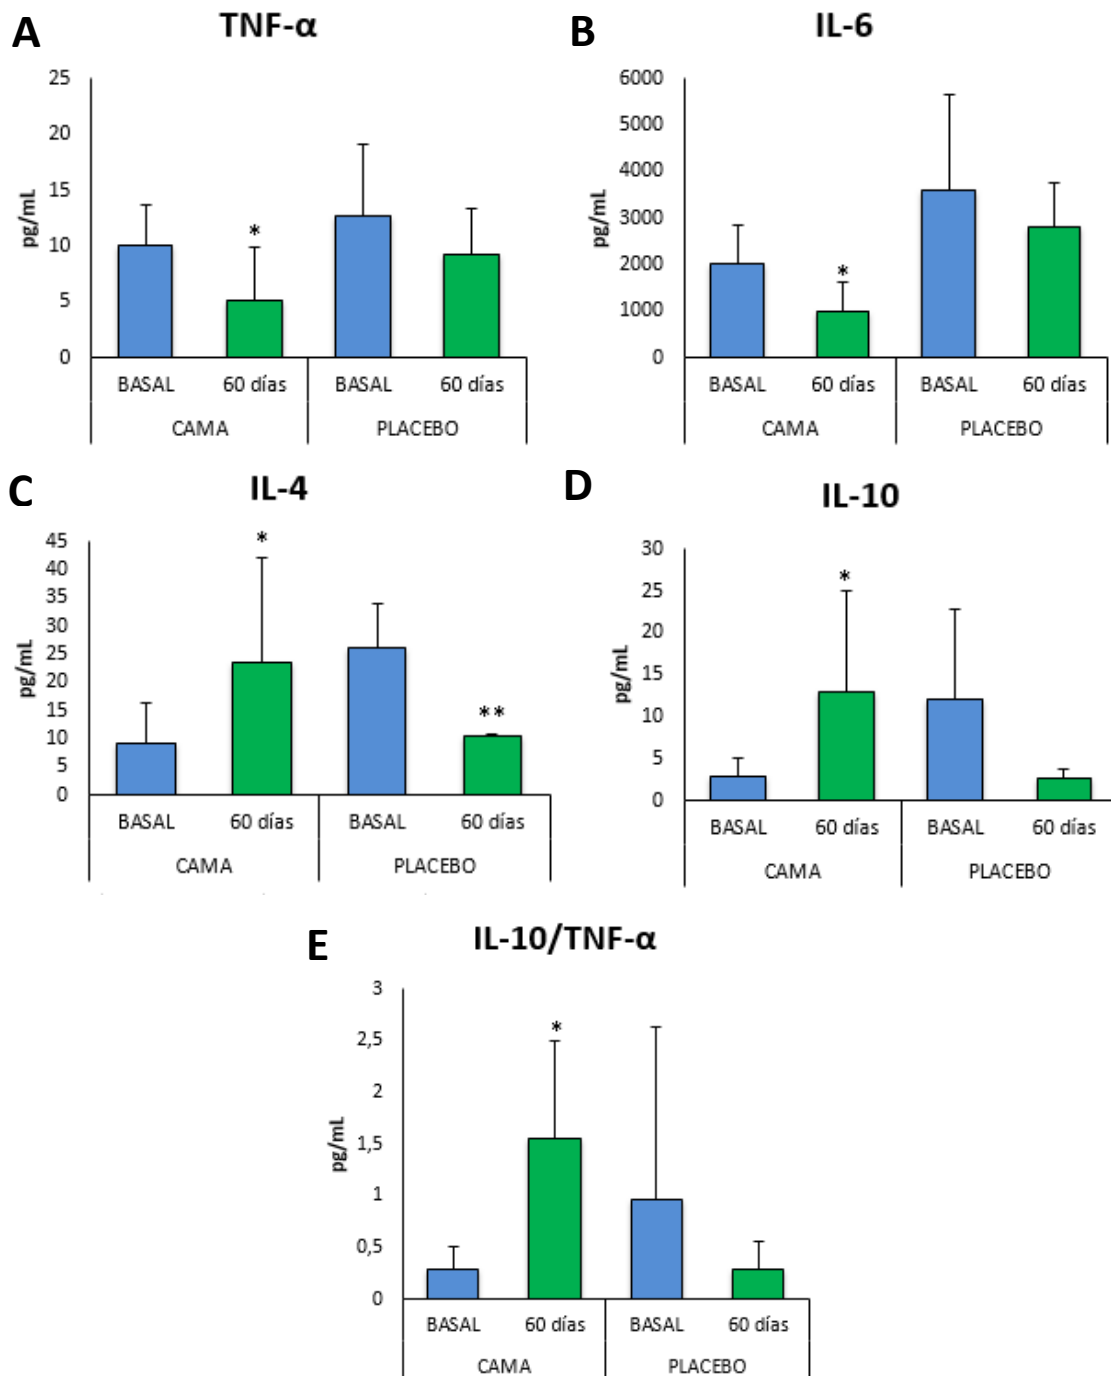 A
TNF-α
25
20
15
10
5
0
pg/mL
*
BASAL
60 días
BASAL
60 días
CAMA
PLACEBO
B
IL-6
6000
5000
4000
3000
2000
1000
0
pg/mL
*
BASAL
60 días
BASAL
60 días
CAMA
PLACEBO
C
IL-4
45
40
35
30
25
20
15
10
5
0
pg/mL
*
**
BASAL
60 días
BASAL
60 días
CAMA
PLACEBO
D
IL-10
30
25
20
15
10
5
0
pg/mL
*
BASAL
60 días
BASAL
60 días
CAMA
PLACEBO
E
IL-10/TNF-α
3
2,5
2
1,5
1
0,5
0
pg/mL
*
BASAL
60 días
BASAL
60 días
CAMA
PLACEBO